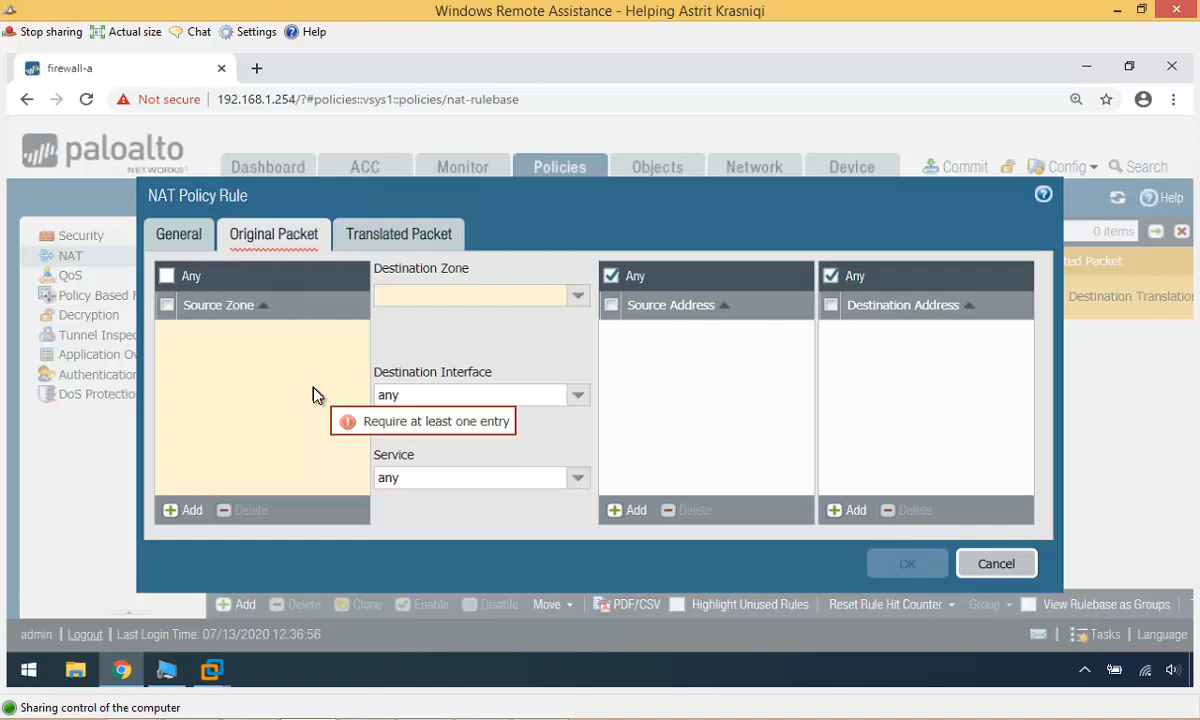 Windows Remote Assistance - Helping Astrit Krasniqi
Stop sharing Actual size Chat Settings Help
firewall-a
Not secure 192.168.1.254/?#policies::vsys1::policies/nat-rulebase
paloalto
NETWORKS®
Dashboard ACC Monitor Policies Objects Network Device Commit Config Search
NAT Policy Rule
Help
Security
NAT
QoS
Policy Based F
Decryption
Tunnel Inspec
Application Ov
Authentication
DoS Protectio
General Original Packet Translated Packet
0 items
ted Packet
Destination Translation
Any
Source Zone
Destination Zone
Destination Interface
any
Require at least one entry
Service
any
Any
Source Address
Any
Destination Address
Add Delete
Add Delete
Add Delete
OK Cancel
Add Delete Clone Enable Disable Move PDF/CSV Highlight Unused Rules Reset Rule Hit Counter Group View Rulebase as Groups
admin | Logout | Last Login Time: 07/13/2020 12:36:56
Tasks | Language
Sharing control of the computer